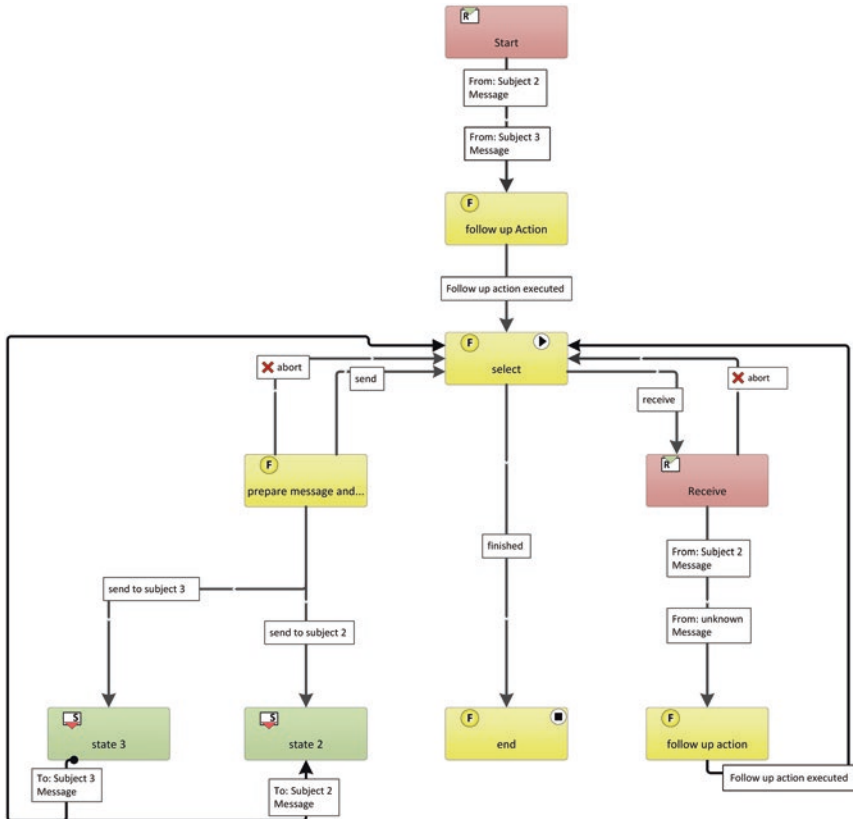 R
Start
From: Subject 2
Message
From: Subject 3
Message
F
follow up Action
Follow up action executed
F
select
abort
send
receive
abort
F
prepare message and...
R
Receive
finished
From: Subject 2
Message
From: unknown
Message
send to subject 3
send to subject 2
S
state 3
S
state 2
F
end
F
follow up action
To: Subject 3
Message
To: Subject 2
Message
Follow up action executed